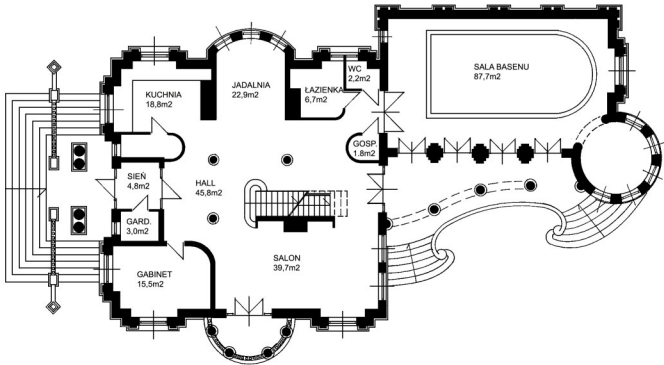 KUCHNIA
18,8m2
JADALNIA
22,9m2
ŁAZIENKA
6,7m2
WC
2,2m2
SALA BASENU
87,7m2
GOSP.
1.8m2
SIEŃ
4,8m2
HALL
45,8m2
GARD.
3,0m2
GABINET
15,5m2
SALON
39,7m2